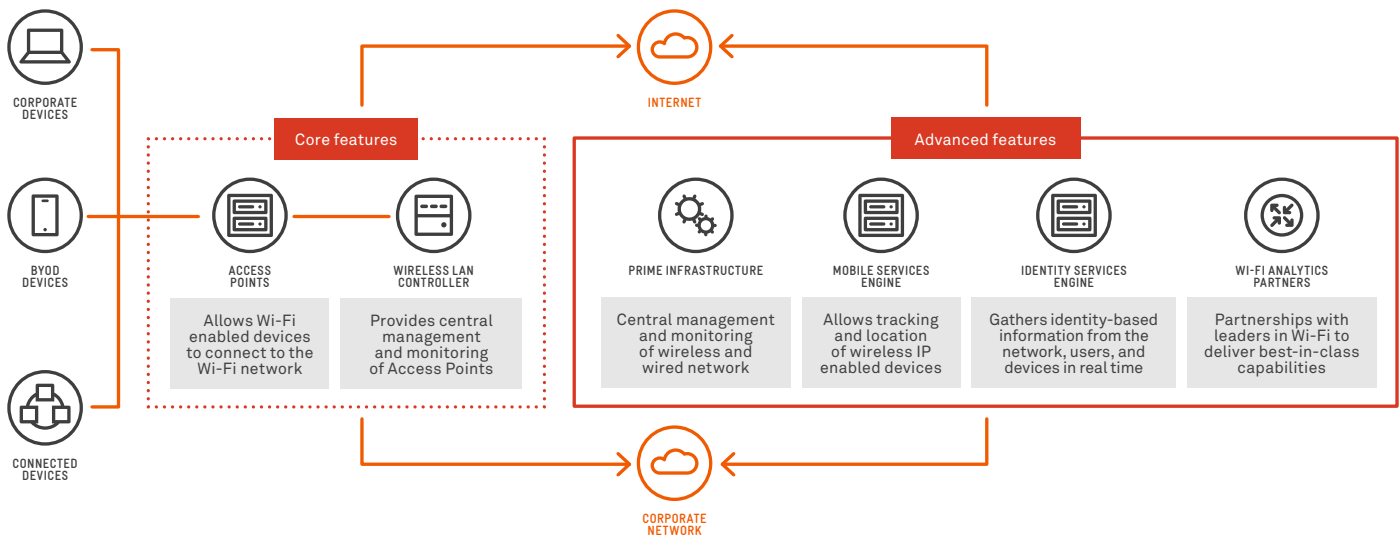 CORPORATE
DEVICES
INTERNET
Core features
Advanced features
BYOD
DEVICES
ACCESS
POINTS
WIRELESS LAN
CONTROLLER
PRIME INFRASTRUCTURE
MOBILE SERVICES
ENGINE
IDENTITY SERVICES
ENGINE
WI-FI ANALYTICS
PARTNERS
Allows Wi-Fi
enabled devices
to connect to the
Wi-Fi network
Provides central
management
and monitoring
of Access Points
Central management
and monitoring
of wireless and
wired network
Allows tracking
and location
of wireless IP
enabled devices
Gathers identity-based
information from the
network, users, and
devices in real time
Partnerships with
leaders in Wi-Fi to
deliver best-in-class
capabilities
CONNECTED
DEVICES
CORPORATE
NETWORK